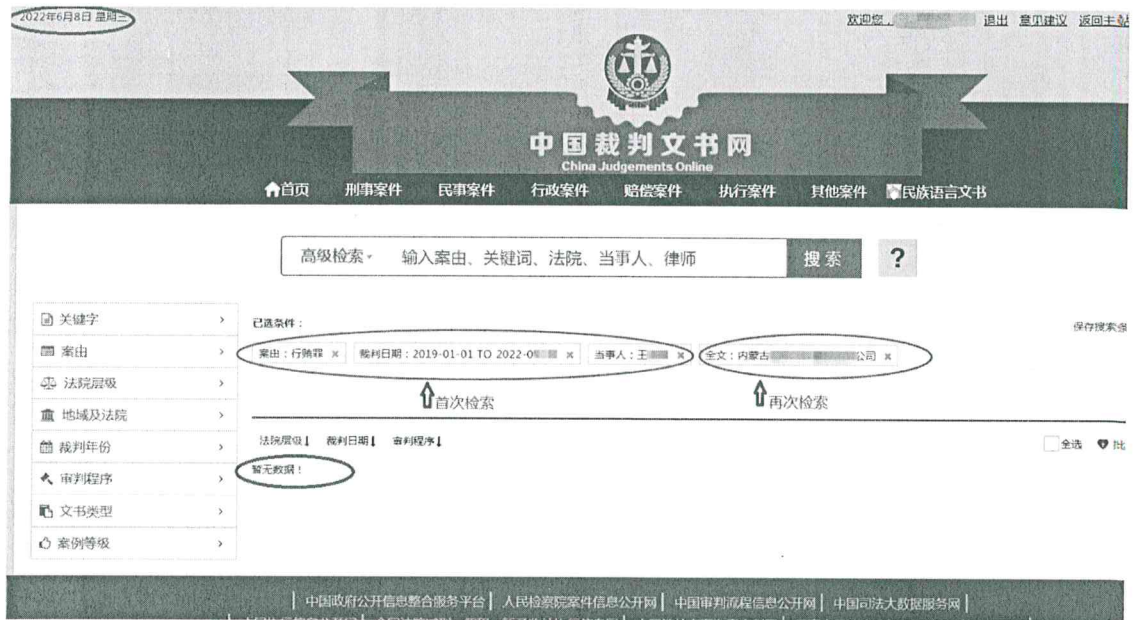 2022年6月8日 星期三
欢迎您， 退出 意见建议 返回主站
中国裁判文书网
China Judgements Online
首页 刑事案件 民事案件 行政案件 赔偿案件 执行案件 其他案件 民族语言文书
高级检索 输入案由、关键词、法院、当事人、律师 搜索 ?
关键字
案由
法院层级
地域及法院
裁判年份
审判程序
文书类型
案例等级
已选条件：
保存搜索
案由：行贿罪 × 裁判日期：2019-01-01 TO 2022-0 × 当事人：王 × 全文：内蒙古 公司 ×
首次检索 再次检索
法院层级 裁判日期 审判程序
全选 批
暂无数据！
中国政府公开信息整合服务平台 | 人民检察院案件信息公开网 | 中国审判流程信息公开网 | 中国司法大数据服务网 |